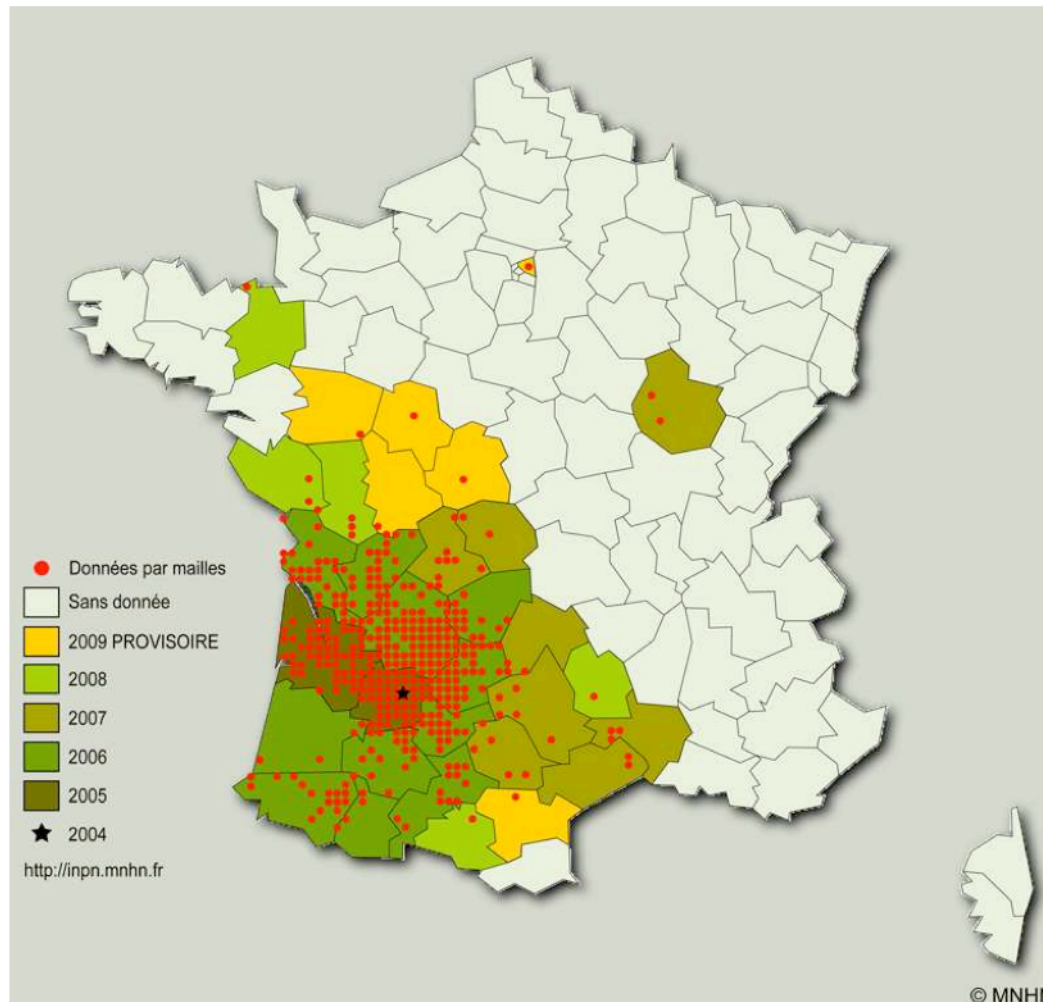 Données par mailles
Sans donnée
2009 PROVISOIRE
2008
2007
2006
2005
2004
http://inpn.mnhn.fr
© MNHN